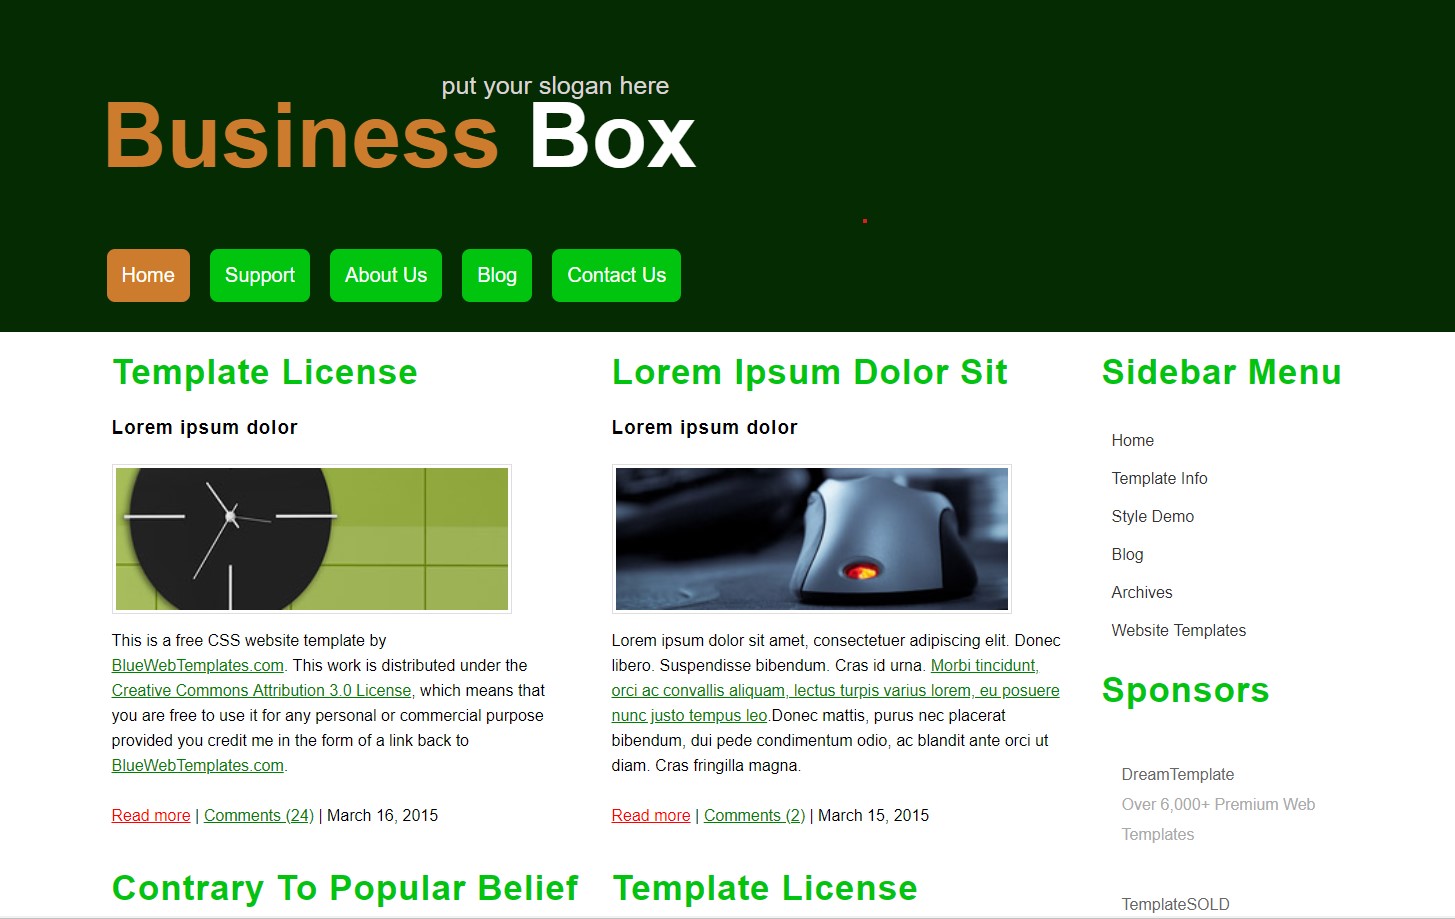 put your slogan here
Business Box
Home
Support
About Us
Blog
Contact Us
Template License
Lorem ipsum dolor
This is a free CSS website template by
BlueWebTemplates.com. This work is distributed under the
Creative Commons Attribution 3.0 License, which means that
you are free to use it for any personal or commercial purpose
provided you credit me in the form of a link back to
BlueWebTemplates.com.
Read more | Comments (24) | March 16, 2015
Contrary To Popular Belief
Lorem Ipsum Dolor Sit
Lorem ipsum dolor
Lorem ipsum dolor sit amet, consectetuer adipiscing elit. Donec
libero. Suspendisse bibendum. Cras id urna. Morbi tincidunt,
orci ac convallis aliquam, lectus turpis varius lorem, eu posuere
nunc justo tempus leo.Donec mattis, purus nec placerat
bibendum, dui pede condimentum odio, ac blandit ante orci ut
diam. Cras fringilla magna.
Read more | Comments (2) | March 15, 2015
Template License
Sidebar Menu
Home
Template Info
Style Demo
Blog
Archives
Website Templates
Sponsors
DreamTemplate
Over 6,000+ Premium Web
Templates
TemplateSOLD